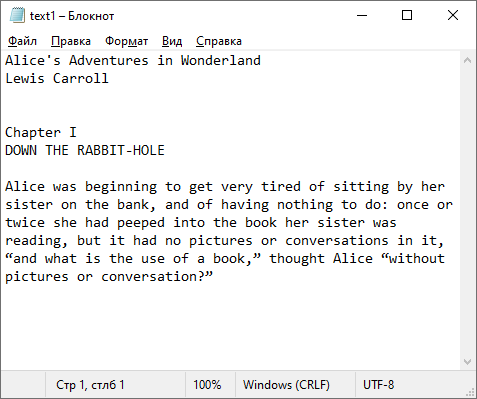 text1 – Блокнот
Файл Правка Формат Вид Справка
Alice's Adventures in Wonderland
Lewis Carroll
Chapter I
DOWN THE RABBIT-HOLE
Alice was beginning to get very tired of sitting by her
sister on the bank, and of having nothing to do: once or
twice she had peeped into the book her sister was
reading, but it had no pictures or conversations in it,
“and what is the use of a book,” thought Alice “without
pictures or conversation?”
Стр 1, стлб 1 100% Windows (CRLF) UTF-8